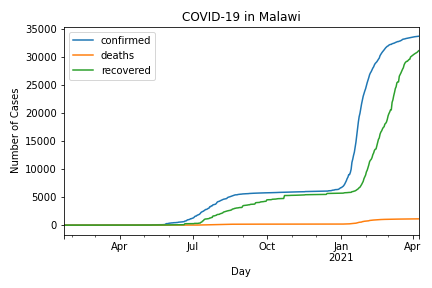 COVID-19 in Malawi
confirmed
deaths
recovered
35000
30000
25000
20000
15000
10000
5000
0
Number of Cases
Apr
Jul
Oct
Jan
2021
Apr
Day